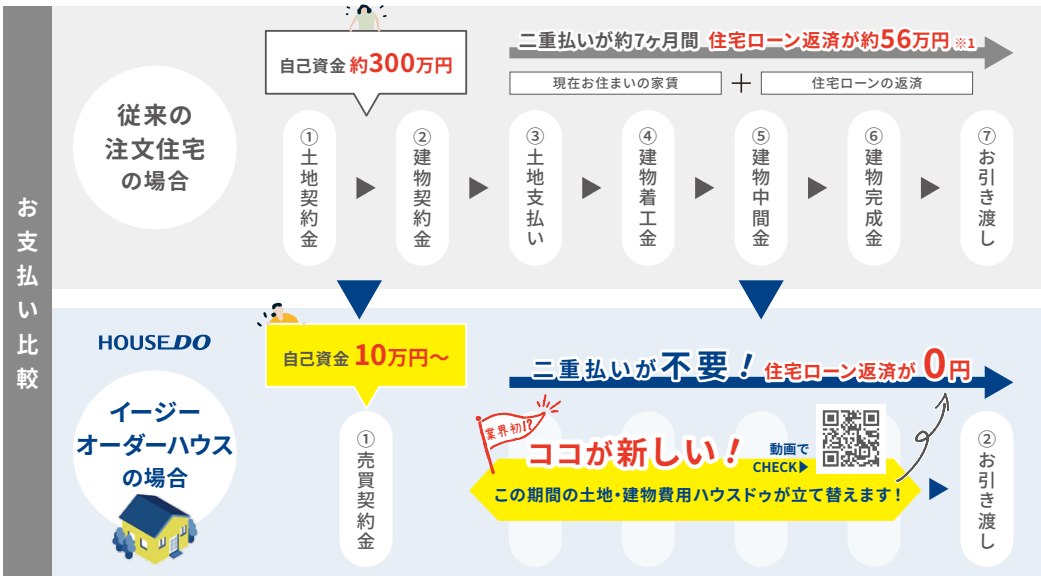 お支払い比較
従来の
注文住宅
の場合
自己資金 約300万円
二重払いが約7ヶ月間 住宅ローン返済が約56万円 ※1
現在お住まいの家賃 + 住宅ローンの返済
①土地契約金
②建物契約金
③土地支払い
④建物着工金
⑤建物中間金
⑥建物完成金
⑦お引き渡し
HOUSEDO
イージー
オーダーハウス
の場合
自己資金 10万円〜
①売買契約金
二重払いが不要! 住宅ローン返済が 0円
業界初!?
ココが新しい!
動画で
CHECK▶
この期間の土地・建物費用ハウスドゥが立て替えます!
②お引き渡し